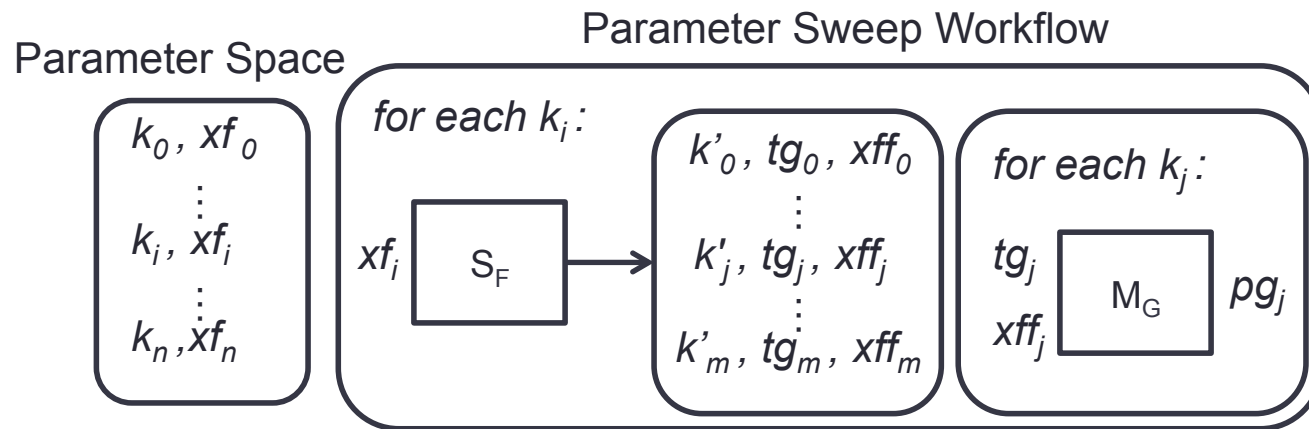 Parameter Space
k0, xf0
⋮
ki, xfi
⋮
kn, xfn
Parameter Sweep Workflow
for each ki:
xfi
SF
k’0, tg0, xff0
⋮
k'j, tgj, xffj
⋮
k’m, tgm, xffm
for each kj:
tgj
xffj
MG
pgj